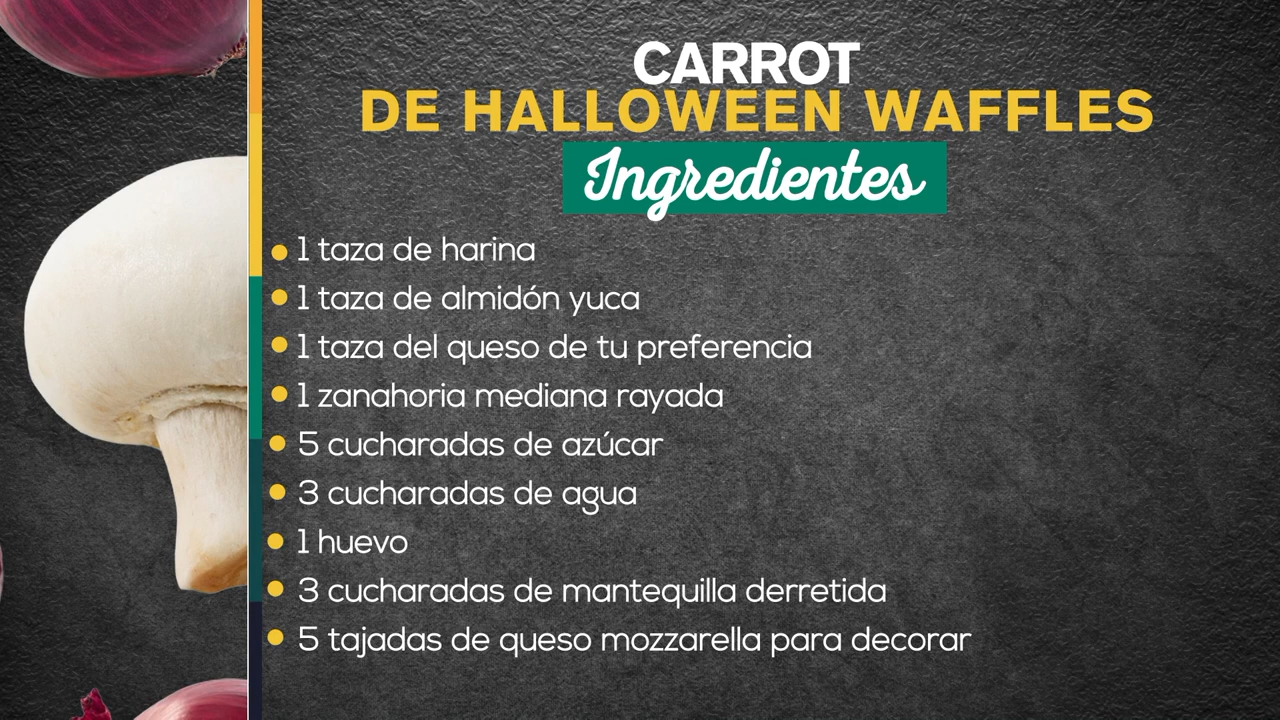 CARROT
DE HALLOWEEN WAFFLES
Ingredientes
1 taza de harina
1 taza de almidón yuca
1 taza del queso de tu preferencia
1 zanahoria mediana rayada
5 cucharadas de azúcar
3 cucharadas de agua
1 huevo
3 cucharadas de mantequilla derretida
5 tajadas de queso mozzarella para decorar